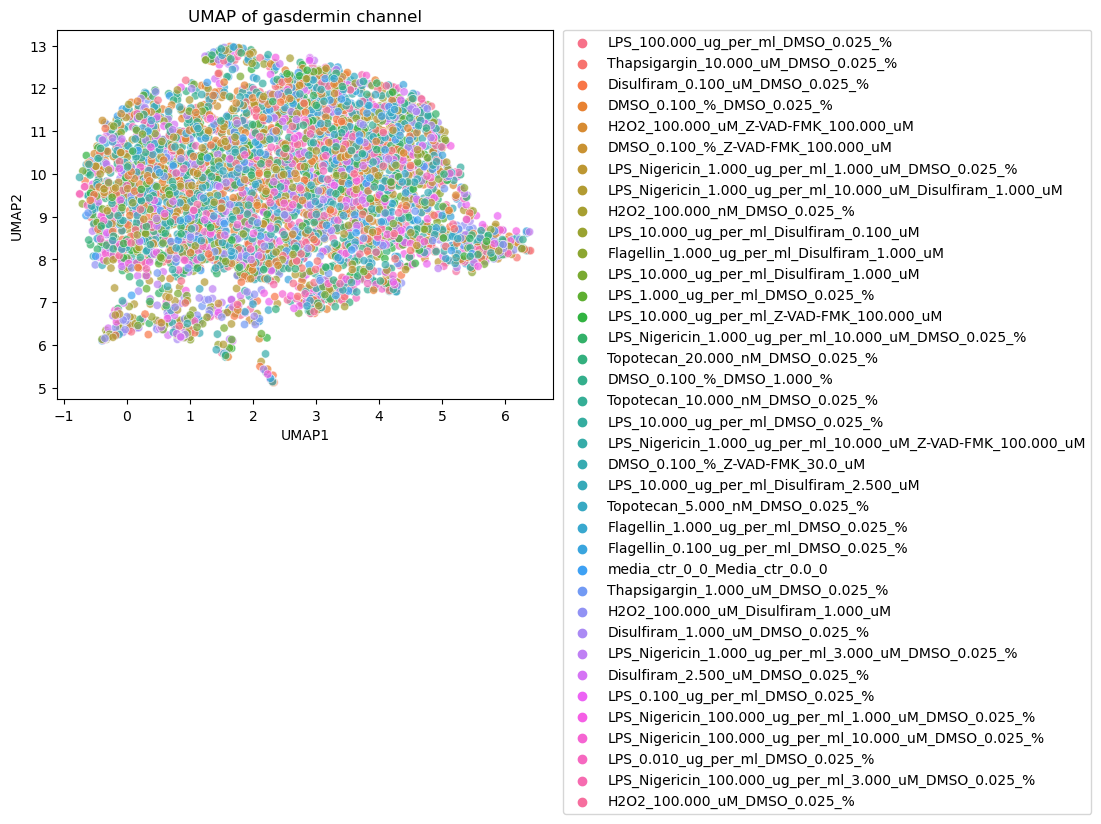 UMAP of gasdermin channel
UMAP2
13
12
11
10
9
8
7
6
5
−1
0
1
2
3
4
5
6
UMAP1
LPS_100.000_ug_per_ml_DMSO_0.025_%
Thapsigargin_10.000_uM_DMSO_0.025_%
Disulfiram_0.100_uM_DMSO_0.025_%
DMSO_0.100_%_DMSO_0.025_%
H2O2_100.000_uM_Z-VAD-FMK_100.000_uM
DMSO_0.100_%_Z-VAD-FMK_100.000_uM
LPS_Nigericin_1.000_ug_per_ml_1.000_uM_DMSO_0.025_%
LPS_Nigericin_1.000_ug_per_ml_10.000_uM_Disulfiram_1.000_uM
H2O2_100.000_nM_DMSO_0.025_%
LPS_10.000_ug_per_ml_Disulfiram_0.100_uM
Flagellin_1.000_ug_per_ml_Disulfiram_1.000_uM
LPS_10.000_ug_per_ml_Disulfiram_1.000_uM
LPS_1.000_ug_per_ml_DMSO_0.025_%
LPS_10.000_ug_per_ml_Z-VAD-FMK_100.000_uM
LPS_Nigericin_1.000_ug_per_ml_10.000_uM_DMSO_0.025_%
Topotecan_20.000_nM_DMSO_0.025_%
DMSO_0.100_%_DMSO_1.000_%
Topotecan_10.000_nM_DMSO_0.025_%
LPS_10.000_ug_per_ml_DMSO_0.025_%
LPS_Nigericin_1.000_ug_per_ml_10.000_uM_Z-VAD-FMK_100.000_uM
DMSO_0.100_%_Z-VAD-FMK_30.0_uM
LPS_10.000_ug_per_ml_Disulfiram_2.500_uM
Topotecan_5.000_nM_DMSO_0.025_%
Flagellin_1.000_ug_per_ml_DMSO_0.025_%
Flagellin_0.100_ug_per_ml_DMSO_0.025_%
media_ctr_0_0_Media_ctr_0.0_0
Thapsigargin_1.000_uM_DMSO_0.025_%
H2O2_100.000_uM_Disulfiram_1.000_uM
Disulfiram_1.000_uM_DMSO_0.025_%
LPS_Nigericin_1.000_ug_per_ml_3.000_uM_DMSO_0.025_%
Disulfiram_2.500_uM_DMSO_0.025_%
LPS_0.100_ug_per_ml_DMSO_0.025_%
LPS_Nigericin_100.000_ug_per_ml_1.000_uM_DMSO_0.025_%
LPS_Nigericin_100.000_ug_per_ml_10.000_uM_DMSO_0.025_%
LPS_0.010_ug_per_ml_DMSO_0.025_%
LPS_Nigericin_100.000_ug_per_ml_3.000_uM_DMSO_0.025_%
H2O2_100.000_uM_DMSO_0.025_%